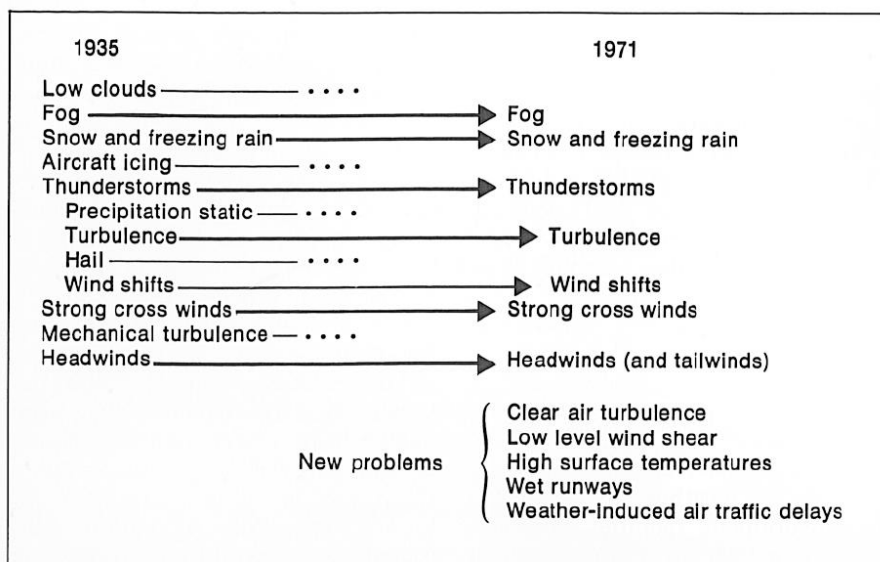 1935 1971
Low clouds
Fog Fog
Snow and freezing rain Snow and freezing rain
Aircraft icing
Thunderstorms Thunderstorms
Precipitation static
Turbulence Turbulence
Hail
Wind shifts Wind shifts
Strong cross winds Strong cross winds
Mechanical turbulence
Headwinds Headwinds (and tailwinds)
Clear air turbulence
Low level wind shear
New problems High surface temperatures
Wet runways
Weather-induced air traffic delays